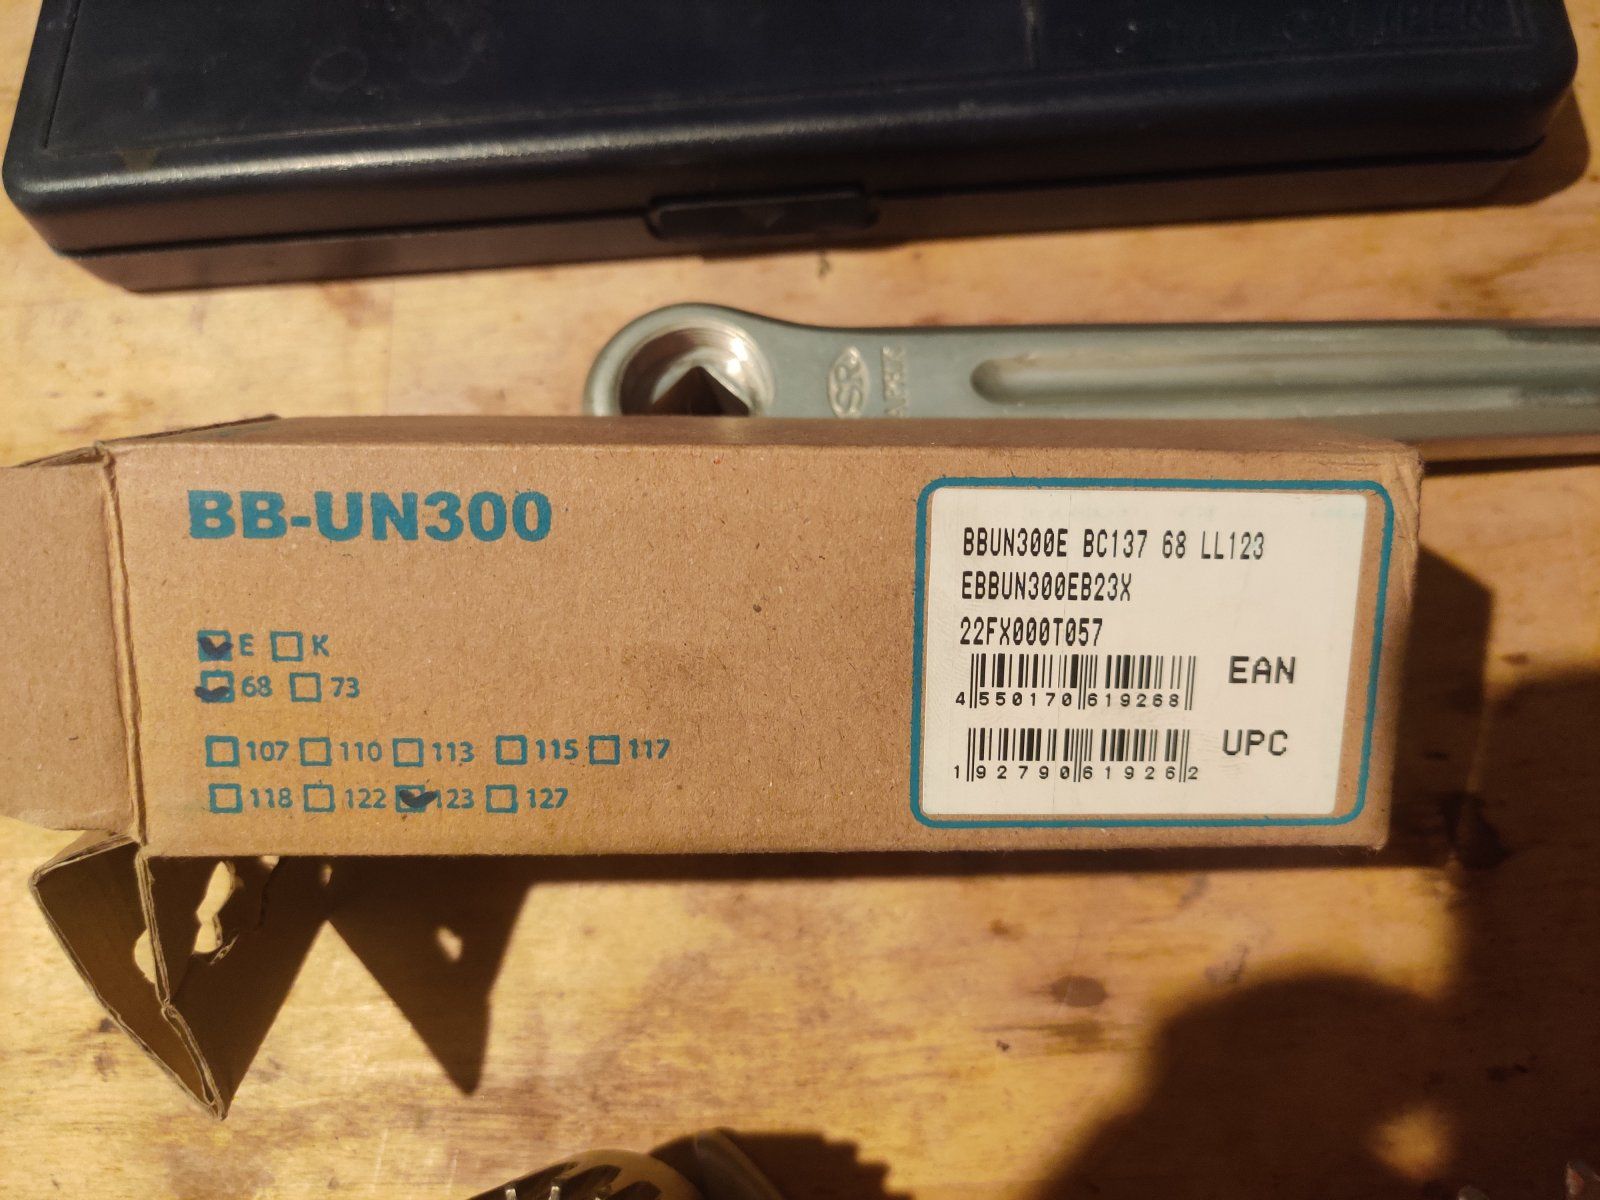 SR
BB-UN300
E K
68 73
107 110 113 115 117
118 122 123 127
BBUN300E BC137 68 LL123
EBBUN300EB23X
22FX000T057
EAN
4 550170 619268
UPC
1 92790 61926 2